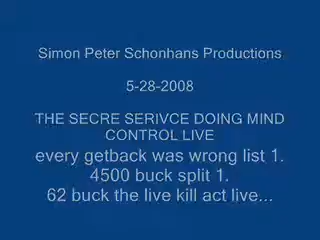 Simon Peter Schonhans Productions
5-28-2008
THE SECRE SERIVCE DOING MIND
CONTROL LIVE
every getback was wrong list 1.
4500 buck split 1.
62 buck the live kill act live...